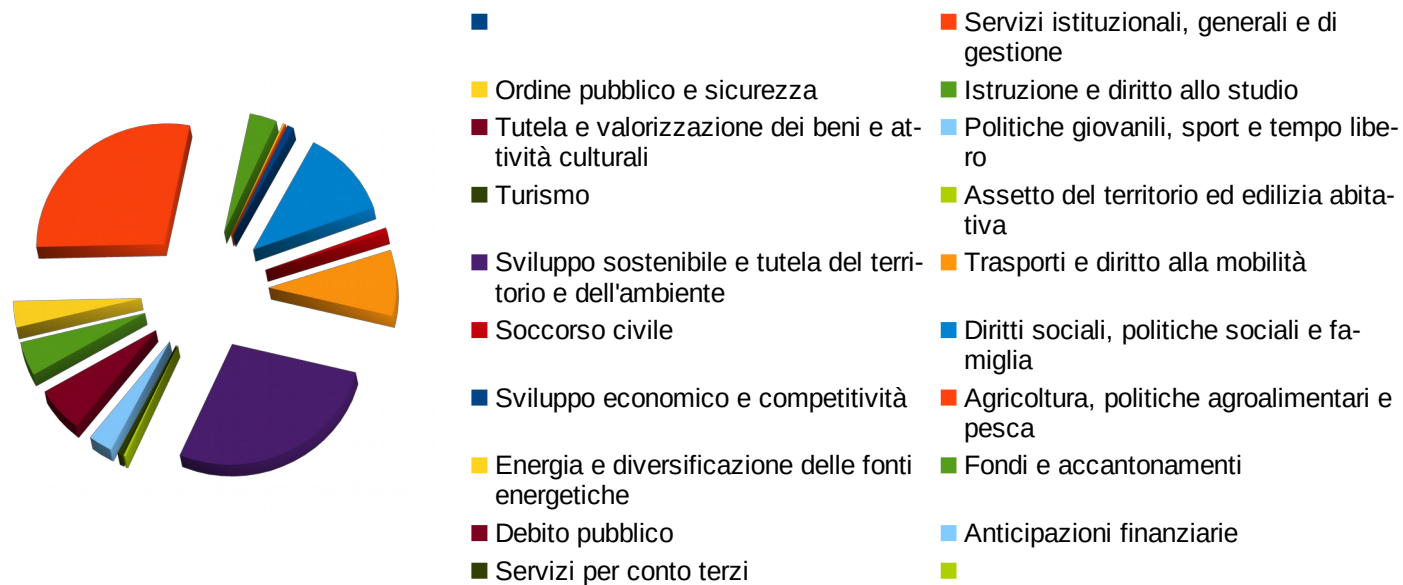 Servizi istituzionali, generali e di
gestione
Ordine pubblico e sicurezza
Istruzione e diritto allo studio
Tutela e valorizzazione dei beni e at-
tività culturali
Politiche giovanili, sport e tempo libe-
ro
Turismo
Assetto del territorio ed edilizia abita-
tiva
Sviluppo sostenibile e tutela del terri-
torio e dell'ambiente
Trasporti e diritto alla mobilità
Soccorso civile
Diritti sociali, politiche sociali e fa-
miglia
Sviluppo economico e competitività
Agricoltura, politiche agroalimentari e
pesca
Energia e diversificazione delle fonti
energetiche
Fondi e accantonamenti
Debito pubblico
Anticipazioni finanziarie
Servizi per conto terzi